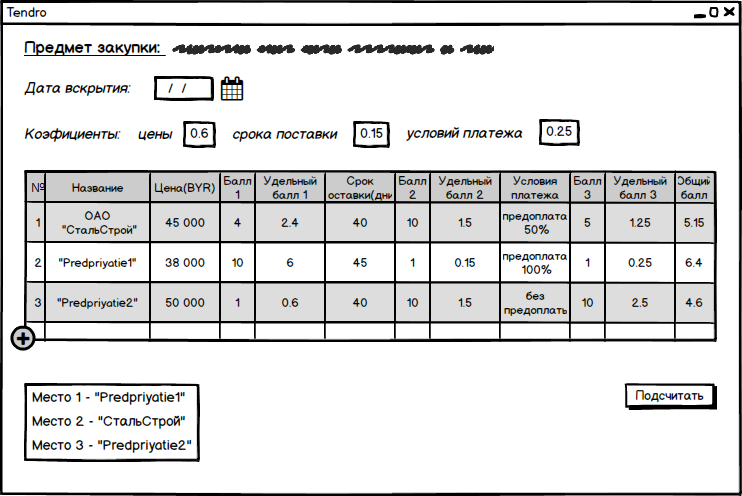 Tendro
Предмет закупки:
Дата вскрытия: / /
Коэфициенты: цены 0.6 срока поставки 0.15 условий платежа 0.25
№ Название Цена(BYR) Балл 1 Удельный балл 1 Срок оставки(дни Балл 2 Удельный балл 2 Условия платежа Балл 3 Удельный балл 3 Общий балл
1 ОАО "СтальСтрой" 45 000 4 2.4 40 10 1.5 предоплата 50% 5 1.25 5.15
2 "Predpriyatie1" 38 000 10 6 45 1 0.15 предоплата 100% 1 0.25 6.4
3 "Predpriyatie2" 50 000 1 0.6 40 10 1.5 без предоплаты 10 2.5 4.6
Место 1 - "Predpriyatie1"
Подсчитать
Место 2 - "СтальСтрой"
Место 3 - "Predpriyatie2"